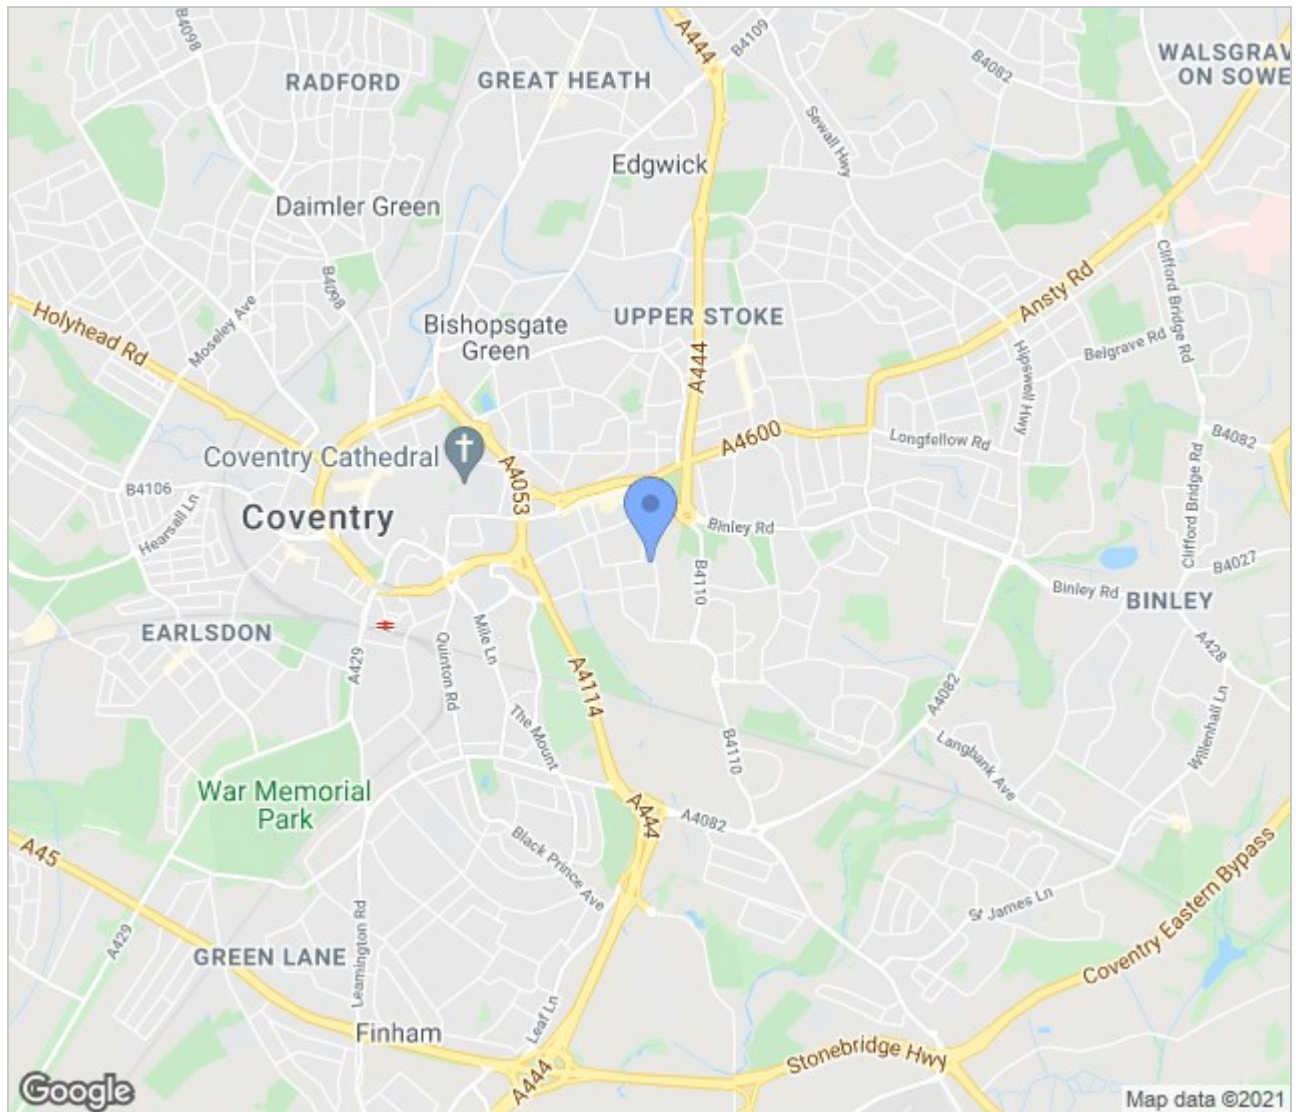 B4098
A444
B4109
B4082
WALSGRAV
ON SOWE
RADFORD
GREAT HEATH
Sewall Hwy
Edgwick
Daimler Green
B4098
Clifford Bridge Rd
Ansty Rd
Holyhead Rd
Moseley Ave
Bishopsgate
Green
UPPER STOKE
A444
Hipswell Hwy
Belgrave Rd
A4600
Longfellow Rd
B4082
Coventry Cathedral
A4053
B4106
Hearsall Ln
Coventry
Binley Rd
Clifford Bridge Rd
B4027
B4110
Binley Rd
BINLEY
EARLSDON
A429
Quinton Rd
Mile Ln
A428
A4114
The Mount
A4082
B4110
Langbank Ave
Willenhall Ln
War Memorial
Park
A444
A4082
A45
Black Prince Ave
St James Ln
Coventry Eastern Bypass
A429
Leamington Rd
GREEN LANE
Leaf Ln
Finham
A444
Stonebridge Hwy
Google
Map data ©2021